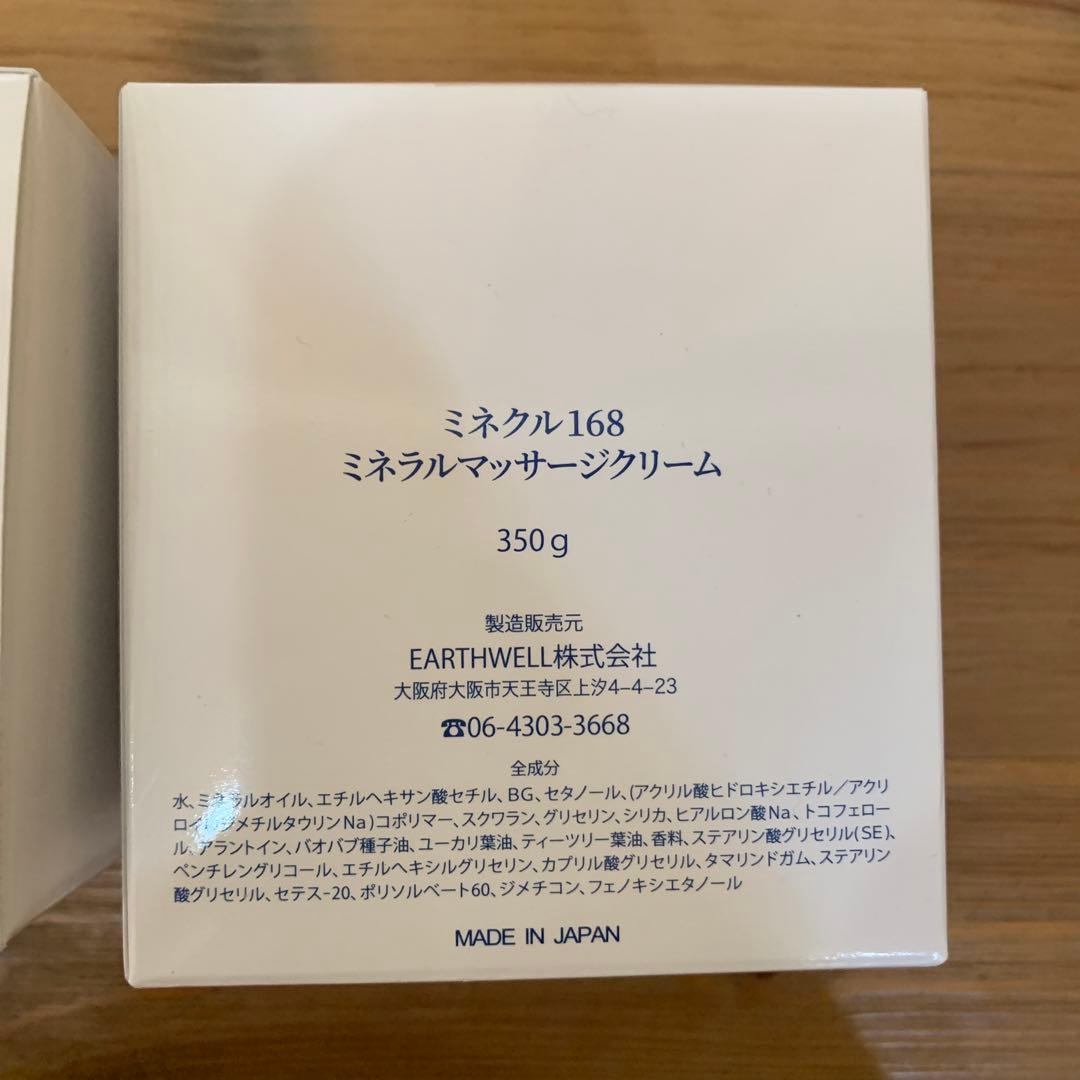 ミネクル168
ミネラルマッサージクリーム
350g
製造販売元
EARTHWELL株式会社
大阪府大阪市天王寺区上汐4-4-23
☎06-4303-3668
全成分
水、ミネラルオイル、エチルヘキサン酸セチル、BG、セタノール、(アクリル酸ヒドロキシエチル/アクリ
ロイルジメチルタウリンNa)コポリマー、スクワラン、グリセリン、シリカ、ヒアルロン酸Na、トコフェロー
ル、アラントイン、バオバブ種子油、ユーカリ葉油、ティーツリー葉油、香料、ステアリン酸グリセリル(SE)、
ペンチレングリコール、エチルヘキシルグリセリン、カプリル酸グリセリル、タマリンドガム、ステアリン
酸グリセリル、セテス-20、ポリソルベート60、ジメチコン、フェノキシエタノール
MADE IN JAPAN